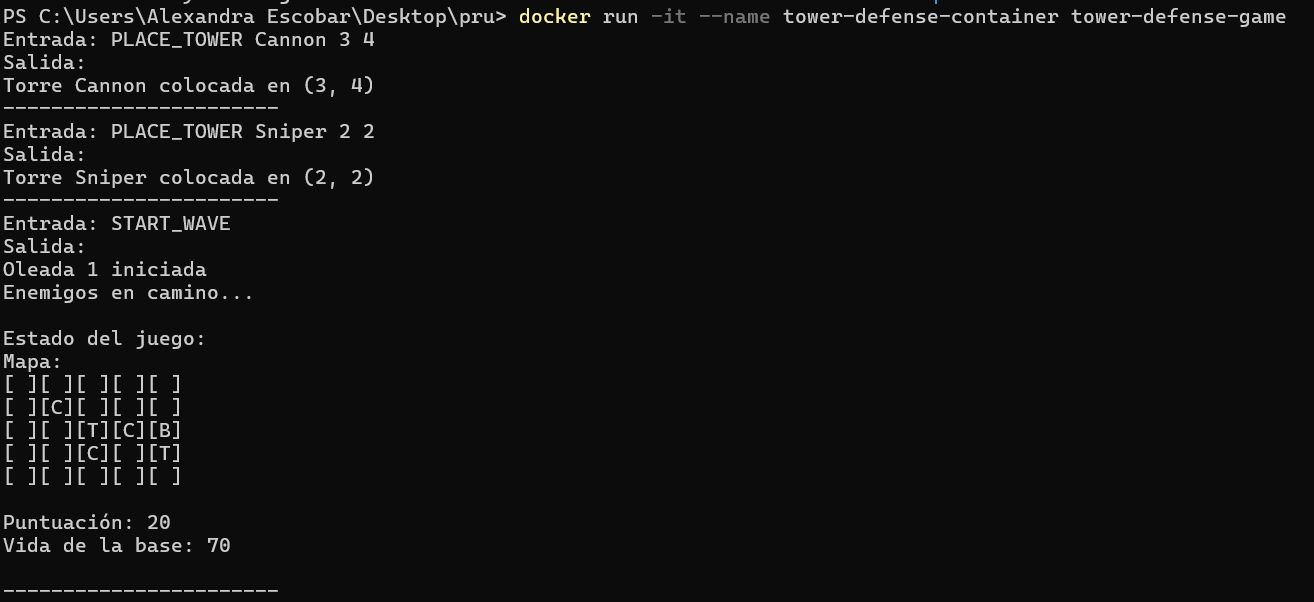 PS C:\Users\Alexandra Escobar\Desktop\pru> docker run -it --name tower-defense-container tower-defense-game
Entrada: PLACE_TOWER Cannon 3 4
Salida:
Torre Cannon colocada en (3, 4)
-----------------------
Entrada: PLACE_TOWER Sniper 2 2
Salida:
Torre Sniper colocada en (2, 2)
-----------------------
Entrada: START_WAVE
Salida:
Oleada 1 iniciada
Enemigos en camino...

Estado del juego:
Mapa:
[ ][ ][ ][ ][ ]
[ ][C][ ][ ][ ]
[ ][ ][T][C][B]
[ ][ ][C][ ][T]
[ ][ ][ ][ ][ ]

Puntuación: 20
Vida de la base: 70

-----------------------